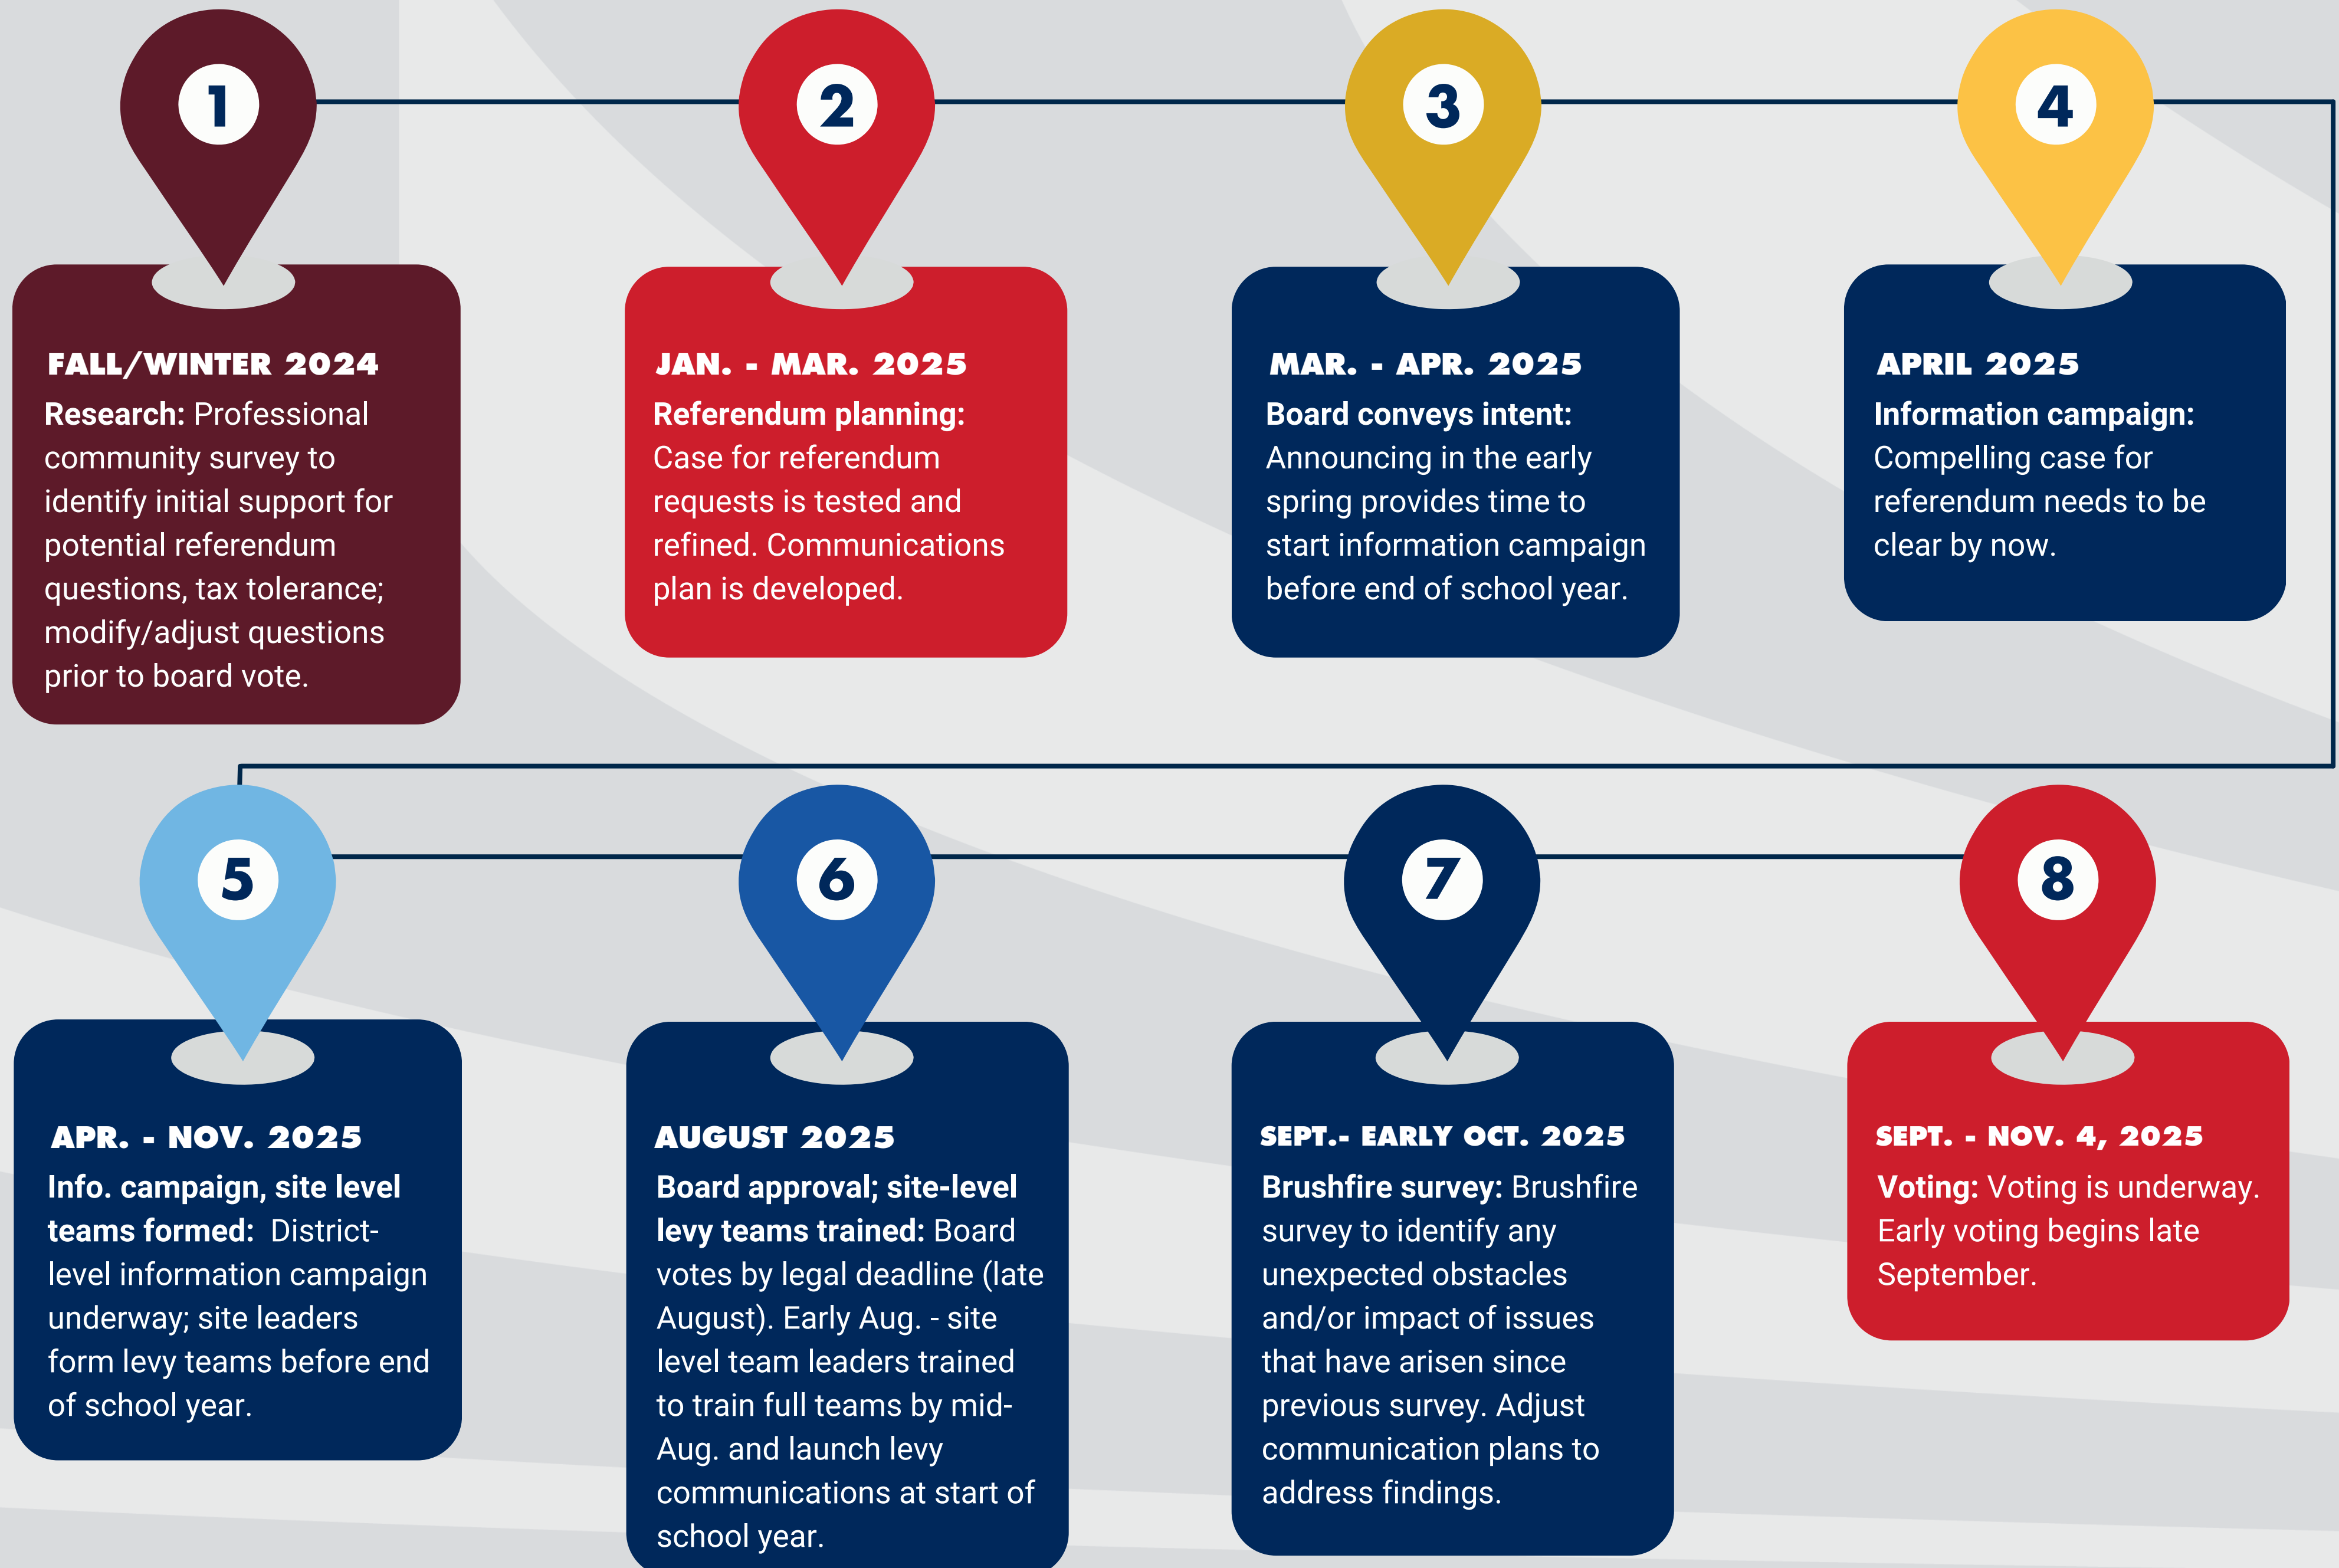 1
FALL/WINTER 2024
Research: Professional
community survey to
identify initial support for
potential referendum
questions, tax tolerance;
modify/adjust questions
prior to board vote.
2
JAN. - MAR. 2025
Referendum planning:
Case for referendum
requests is tested and
refined. Communications
plan is developed.
3
MAR. - APR. 2025
Board conveys intent:
Announcing in the early
spring provides time to
start information campaign
before end of school year.
4
APRIL 2025
Information campaign:
Compelling case for
referendum needs to be
clear by now.
5
APR. - NOV. 2025
Info. campaign, site level
teams formed:  District-
level information campaign
underway; site leaders
form levy teams before end
of school year.
6
AUGUST 2025
Board approval; site-level
levy teams trained: Board
votes by legal deadline (late
August). Early Aug. - site
level team leaders trained
to train full teams by mid-
Aug. and launch levy
communications at start of
school year.
7
SEPT.- EARLY OCT. 2025
Brushfire survey: Brushfire
survey to identify any
unexpected obstacles
and/or impact of issues
that have arisen since
previous survey. Adjust
communication plans to
address findings.
8
SEPT. - NOV. 4, 2025
Voting: Voting is underway.
Early voting begins late
September.